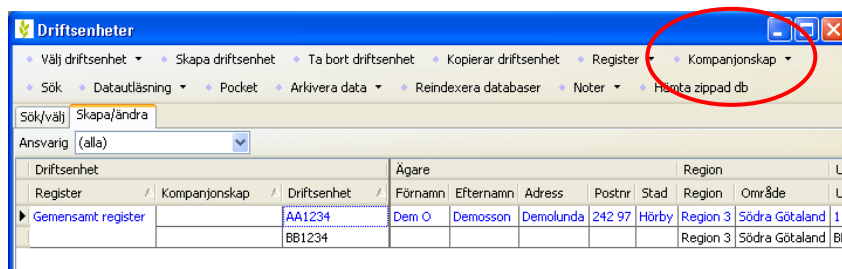 Driftsenheter
Välj driftsenhet Skapa driftsenhet Ta bort driftsenhet Kopierar driftsenhet Register Kompanjonskap
Sök Datautläsning Pocket Arkivera data Reindexera databaser Noter Hämta zippad db
Sök/välj Skapa/ändra
Ansvarig (alla)
Driftsenhet Ägare Region U
Register Kompanjonskap Driftsenhet Förnamn Efternamn Adress Postnr Stad Region Område U
Gemensamt register AA1234 Dem O Demosson Demolunda 242 97 Hörby Region 3 Södra Götaland 1
BB1234 Region 3 Södra Götaland B